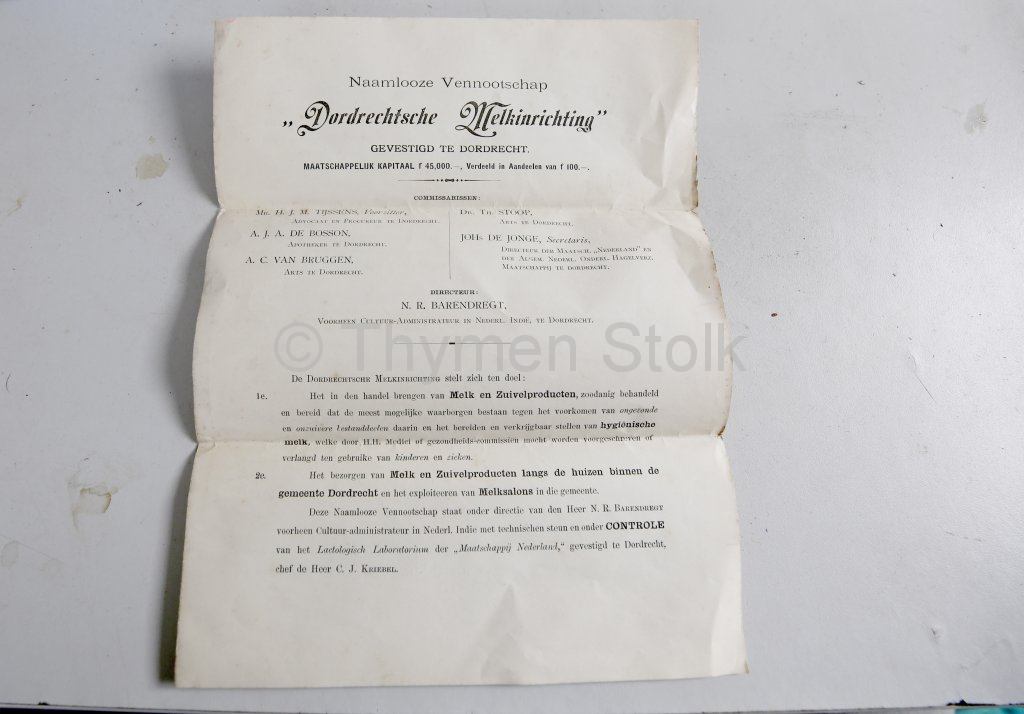 Naamlooze Vennootschap
„Dordrechtsche Melkinrichting”
GEVESTIGD TE DORDRECHT.
MAATSCHAPPELIJK KAPITAAL f 45,000.—, Verdeeld in Aandeelen van f 100.—.
COMMISSARISSEN:
Mr. H. J. M. TIJSSENS, Voorzitter,
Advocaat en Procureur te Dordrecht.
A. J. A. DE BOSSON,
Apotheker te Dordrecht.
A. C. VAN BRUGGEN,
Arts te Dordrecht.
Dr. Th. STOOP,
Arts te Dordrecht.
JOHs DE JONGE, Secretaris,
Directeur der Maatsch. „Nederland” en
der Algem. Nederl. Onderl. Hagelverz.
Maatschappij te Dordrecht.
DIRECTEUR:
N. R. BARENDREGT,
Voorheen Cultuur-Administrateur in Nederl. Indië, te Dordrecht.
© Thymen Stolk
De Dordrechtsche Melkinrichting stelt zich ten doel:
1e. Het in den handel brengen van Melk en Zuivelproducten, zoodanig behandeld
en bereid dat de meest mogelijke waarborgen bestaan tegen het voorkomen van ongezonde
en onzuivere bestanddeelen daarin en het bereiden en verkrijgbaar stellen van hygiënische
melk, welke door H.H. Medici of gezondheids-commissien mocht worden voorgeschreven of
verlangd ten gebruike van kinderen en zieken.
2e. Het bezorgen van Melk en Zuivelproducten langs de huizen binnen de
gemeente Dordrecht en het exploiteeren van Melksalons in die gemeente.
Deze Naamlooze Vennootschap staat onder directie van den Heer N. R. Barendregt
voorheen Cultuur-administrateur in Nederl. Indie met technischen steun en onder CONTROLE
van het Lactologisch Laboratorium der „Maatschappij Nederland,” gevestigd te Dordrecht,
chef de Heer C. J. Kriebel.